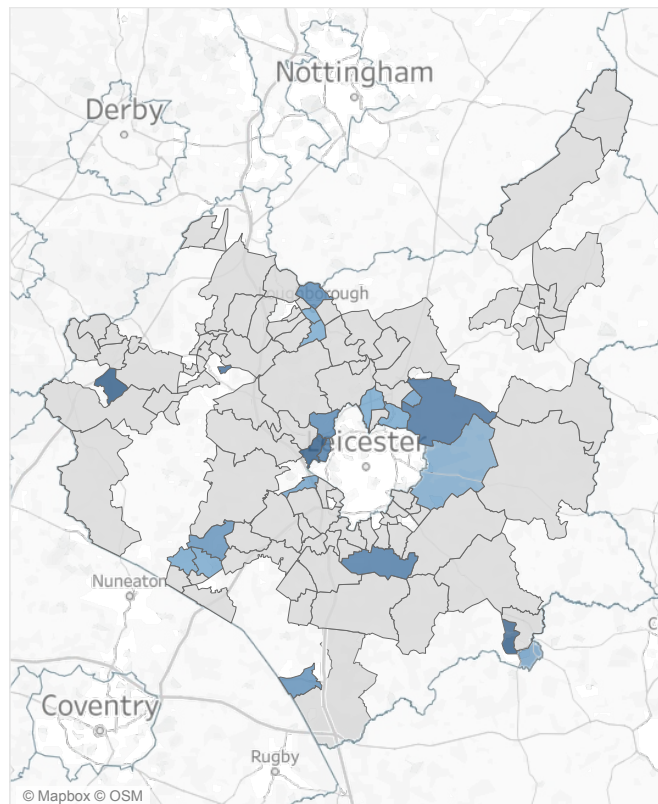 Nottingham
Derby
Leicester
Nuneaton
Coventry
Rugby
© Mapbox © OSM